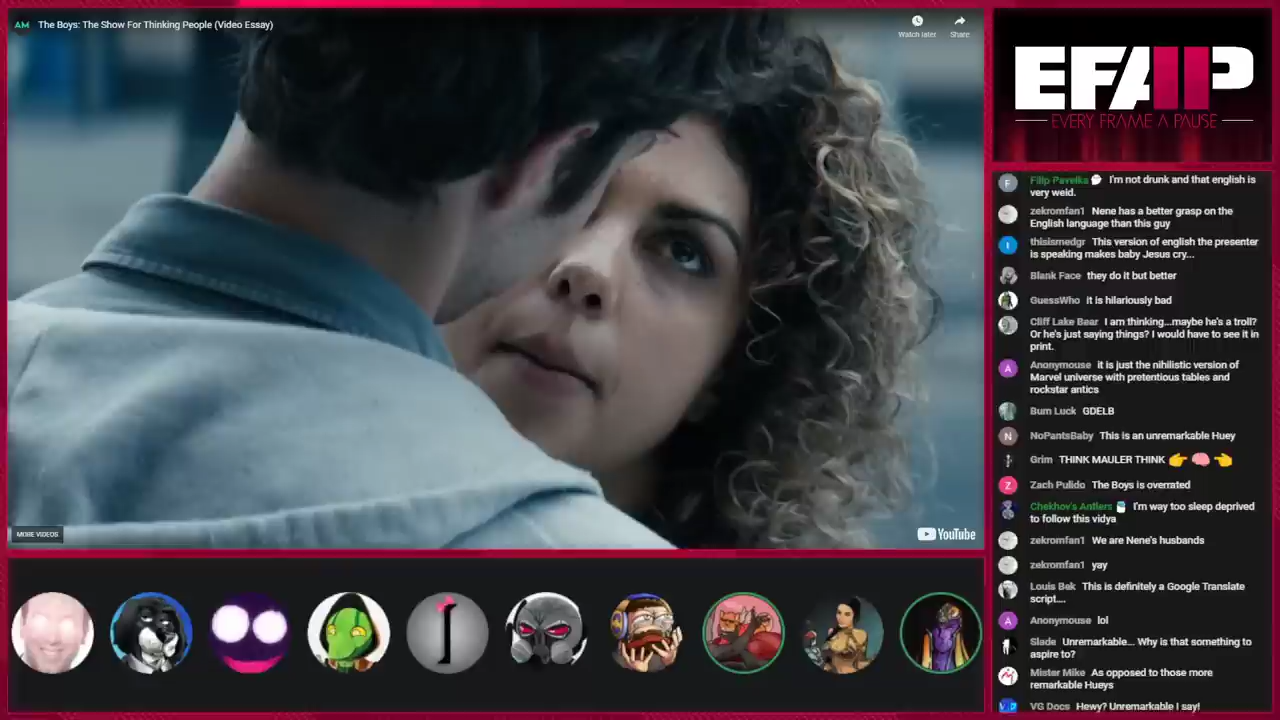 AM The Boys: The Show For Thinking People (Video Essay)
Watch later
Share
MORE VIDEOS
YouTube
EFAP
EVERY FRAME A PAUSE
Filip Pavelka I'm not drunk and that english is
very weid.
zekromfan1 Nene has a better grasp on the
English language than this guy
thisismedgr This version of english the presenter
is speaking makes baby Jesus cry...
Blank Face they do it but better
GuessWho it is hilariously bad
Cliff Lake Bear I am thinking...maybe he's a troll?
Or he's just saying things? I would have to see it in
print.
Anonymouse it is just the nihilistic version of
Marvel universe with pretentious tables and
rockstar antics
Bum Luck GDELB
NoPantsBaby This is an unremarkable Huey
Grim THINK MAULER THINK 👉 🧠 👈
Zach Pulido The Boys is overrated
Chekhov's Antlers I'm way too sleep deprived
to follow this vidya
zekromfan1 We are Nene's husbands
zekromfan1 yay
Louis Bek This is definitely a Google Translate
script....
Anonymouse lol
Slade Unremarkable... Why is that something to
aspire to?
Mister Mike As opposed to those more
remarkable Hueys
VG Docs Hewy? Unremarkable I say!